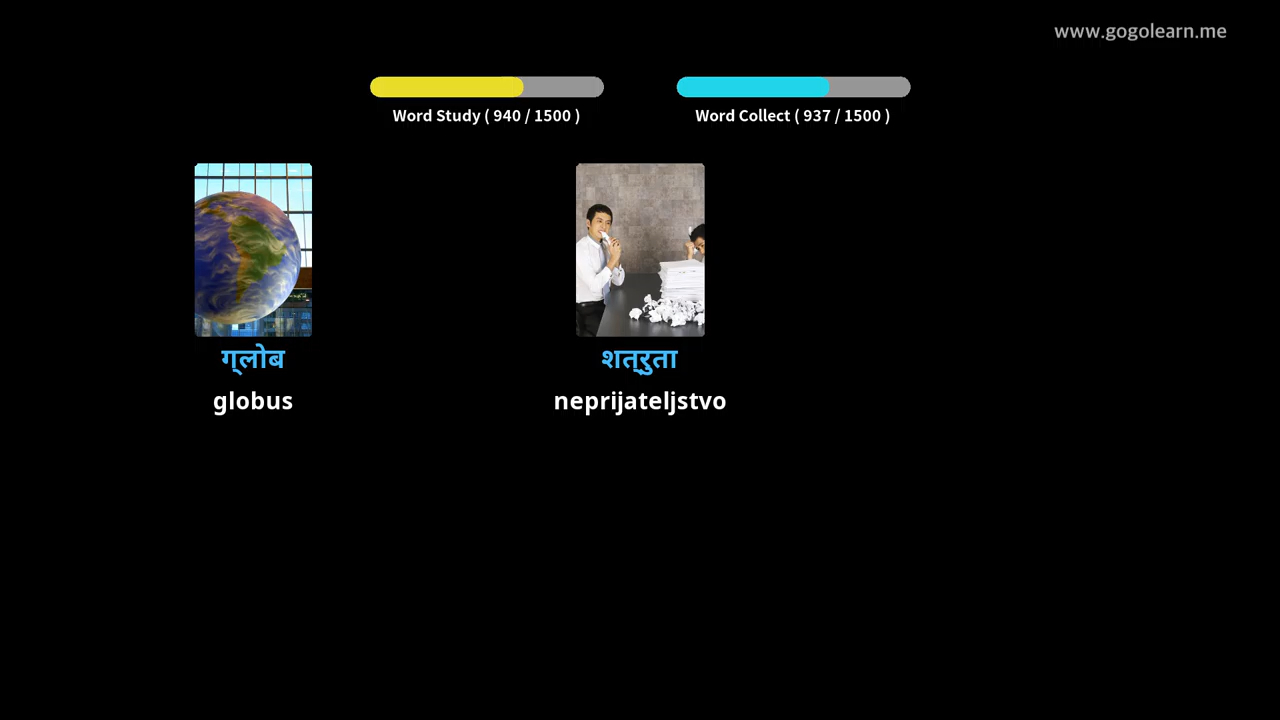 www.gogolearn.me
Word Study ( 940 / 1500 )
Word Collect ( 937 / 1500 )
ग्लोब
शत्रुता
globus
neprijateljstvo